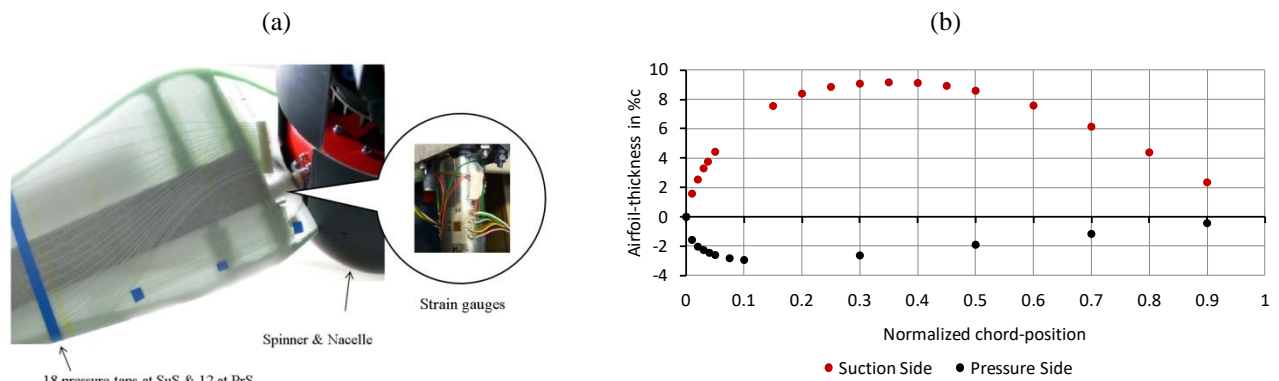 (a)
(b)
Strain gauges
Spinner & Nacelle
18 pressure taps at SuS & 12 at PrS
Airfoil-thickness in %c
10
8
6
4
2
0
-2
-4
0 0.1 0.2 0.3 0.4 0.5 0.6 0.7 0.8 0.9 1
Normalized chord-position
Suction Side Pressure Side